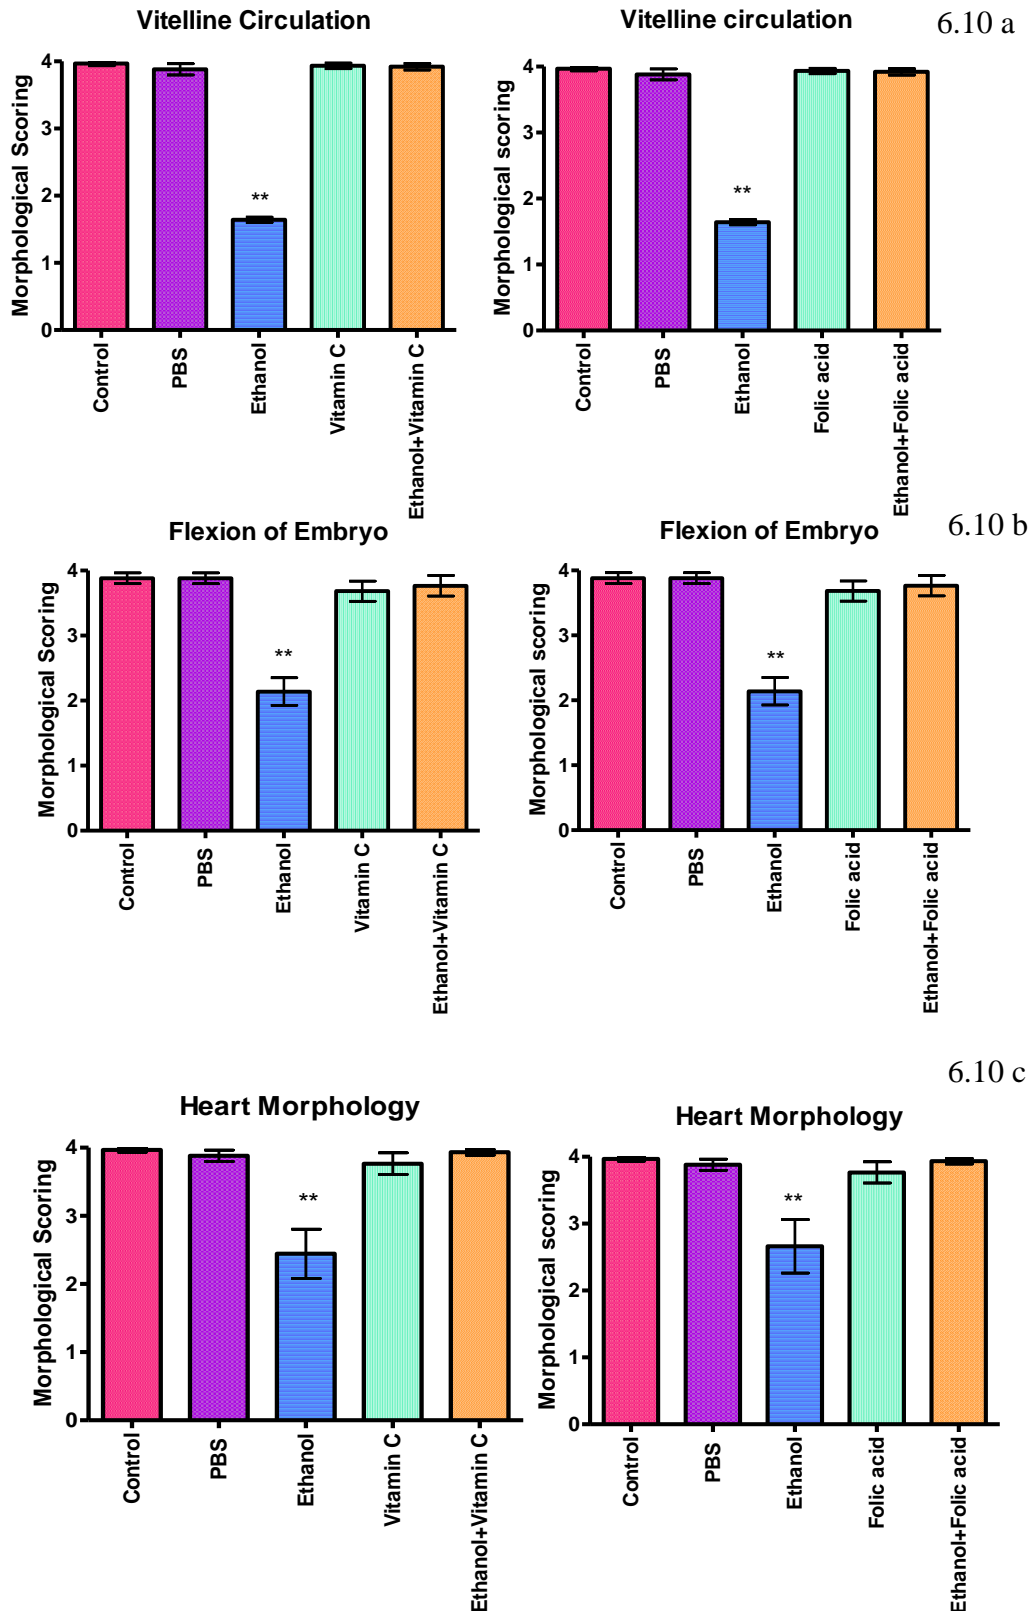 Vitelline Circulation
Morphological Scoring
4
3
2
1
0
**
Control
PBS
Ethanol
Vitamin C
Ethanol+Vitamin C
Vitelline circulation
6.10 a
Morphological scoring
4
3
2
1
0
**
Control
PBS
Ethanol
Folic acid
Ethanol+Folic acid
Flexion of Embryo
Morphological Scoring
4
3
2
1
0
**
Control
PBS
Ethanol
Vitamin C
Ethanol+Vitamin C
Flexion of Embryo
6.10 b
Morphological scoring
4
3
2
1
0
**
Control
PBS
Ethanol
Folic acid
Ethanol+Folic acid
Heart Morphology
Morphological Scoring
4
3
2
1
0
**
Control
PBS
Ethanol
Vitamin C
Ethanol+Vitamin C
6.10 c
Heart Morphology
Morphological scoring
4
3
2
1
0
**
Control
PBS
Ethanol
Folic acid
Ethanol+Folic acid